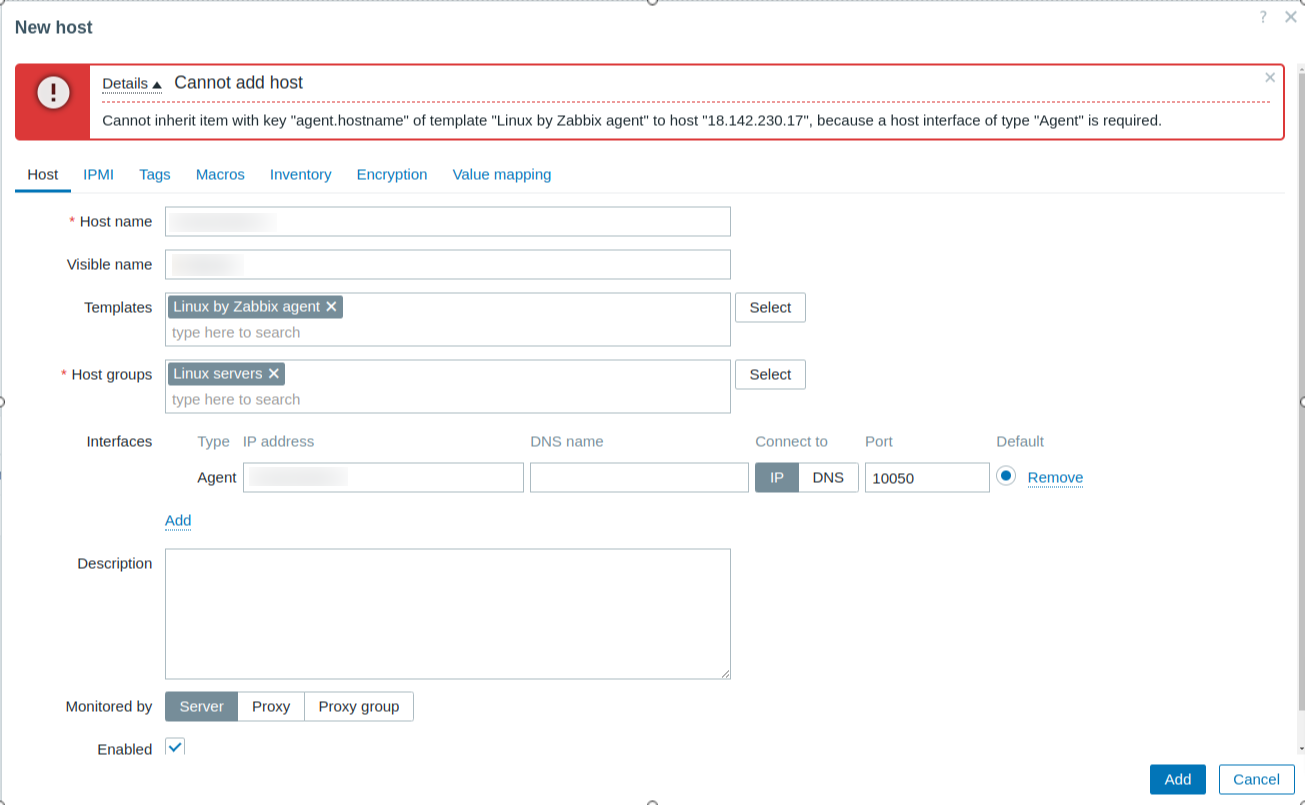 New host
?
Details Cannot add host
Cannot inherit item with key "agent.hostname" of template "Linux by Zabbix agent" to host "18.142.230.17", because a host interface of type "Agent" is required.
Host IPMI Tags Macros Inventory Encryption Value mapping
* Host name
Visible name
Templates Linux by Zabbix agent Select
type here to search
* Host groups Linux servers Select
type here to search
Interfaces Type IP address DNS name Connect to Port Default
Agent IP DNS 10050 Remove
Add
Description
Monitored by Server Proxy Proxy group
Enabled
Add Cancel